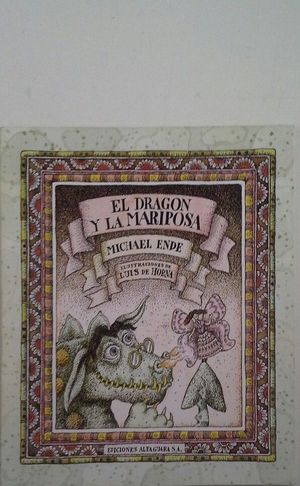 EL DRAGON
Y LA MARIPOSA
MICHAEL ENDE
ILUSTRACIONES DE
LUIS DE HORNA
EDICIONES ALFAGUARA S.A.